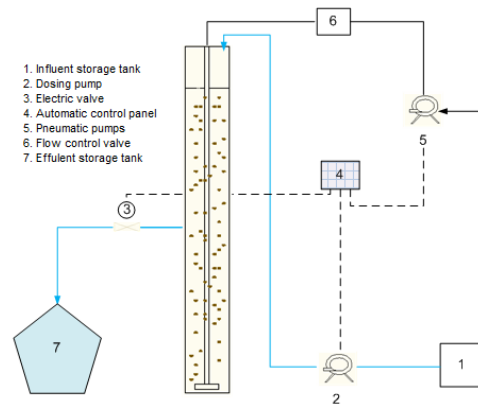 1. Influent storage tank
2. Dosing pump
3. Electric valve
4. Automatic control panel
5. Pneumatic pumps
6. Flow control valve
7. Effulent storage tank
6
5
4
3
7
2
1